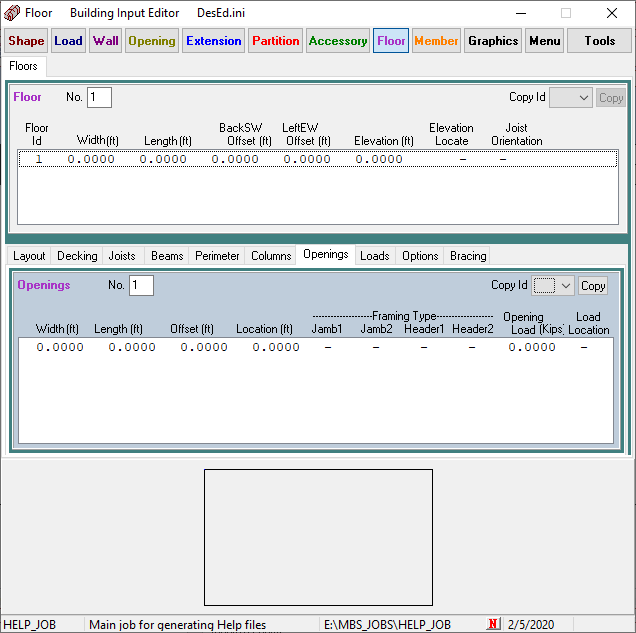 Floor Building Input Editor DesEd.ini
Shape Load Wall Opening Extension Partition Accessory Floor Member Graphics Menu Tools
Floors
Floor No. 1 Copy Id Copy
Floor BackSW LeftEW Elevation Joist
Id Width(ft) Length (ft) Offset (ft) Offset (ft) Elevation (ft) Locate Orientation
1 0.0000 0.0000 0.0000 0.0000 0.0000 – –
Layout Decking Joists Beams Perimeter Columns Openings Loads Options Bracing
Openings No. 1 Copy Id Copy
-------------------Framing Type------------------ Opening Load
Width (ft) Length (ft) Offset (ft) Location (ft) Jamb1 Jamb2 Header1 Header2 Load (Kips) Location
0.0000 0.0000 0.0000 0.0000 – – – – 0.0000 –
HELP_JOB Main job for generating Help files E:\MBS_JOBS\HELP_JOB N 2/5/2020